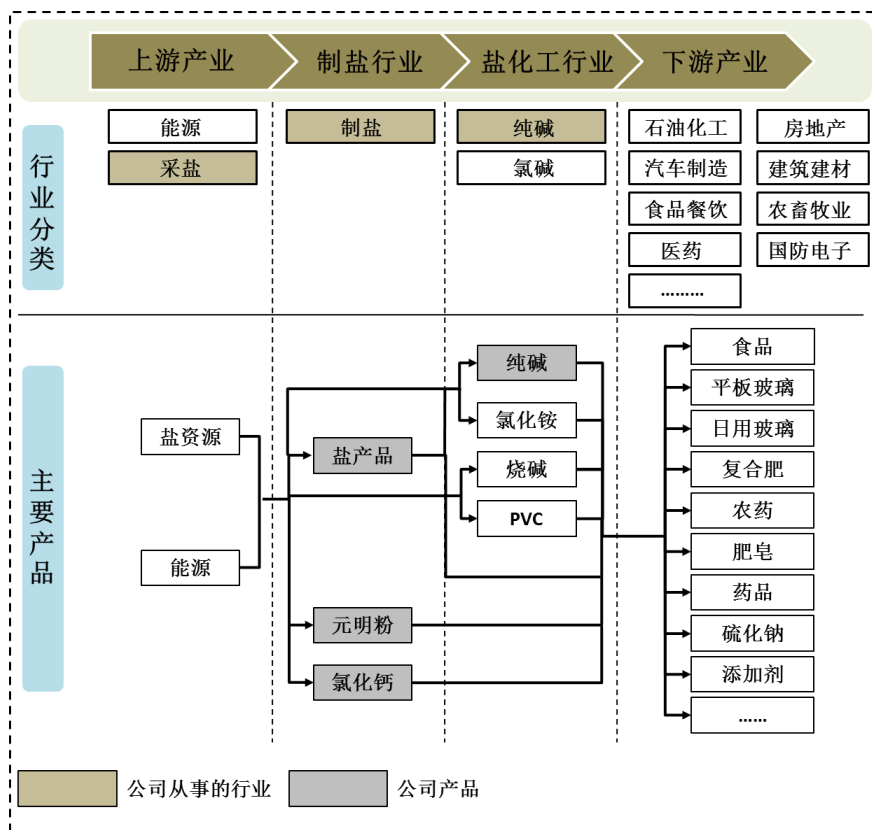 上游产业
制盐行业
盐化工行业
下游产业
行业分类
能源
制盐
纯碱
石油化工
房地产
采盐
氯碱
汽车制造
建筑建材
食品餐饮
农畜牧业
医药
国防电子
………
主要产品
盐资源
能源
盐产品
元明粉
氯化钙
纯碱
氯化铵
烧碱
PVC
食品
平板玻璃
日用玻璃
复合肥
农药
肥皂
药品
硫化钠
添加剂
……
公司从事的行业
公司产品